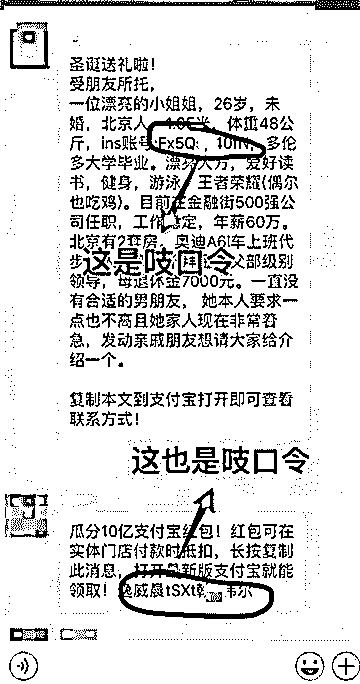 圣诞送礼啦!
受朋友所托,
一位漂亮的小姐姐,26岁,未
婚,北京人,1.65米,体重48公
斤,ins账号:Fx5Q,多伦
多大学毕业。漂亮大方,爱好读
书,健身,游泳,王者荣耀(偶尔
也吃鸡)。目前在金融街500强公
司任职,工作稳定,年薪60万。
北京有2套房,奥迪A6l车上班代
步
这是吱口令
父部级别
领导,每退休金7000元。一直没
有合适的男朋友,她本人要求一
点也不高且她家人现在非常着
急,发动亲戚朋友想请大家给介
绍一个。
复制本文到支付宝打开即可查看
联系方式!
这也是吱口令
瓜分10亿支付宝红包!红包可在
实体门店付款时抵扣,长按复制
此消息,打开最新版支付宝就能
领取!tSXt